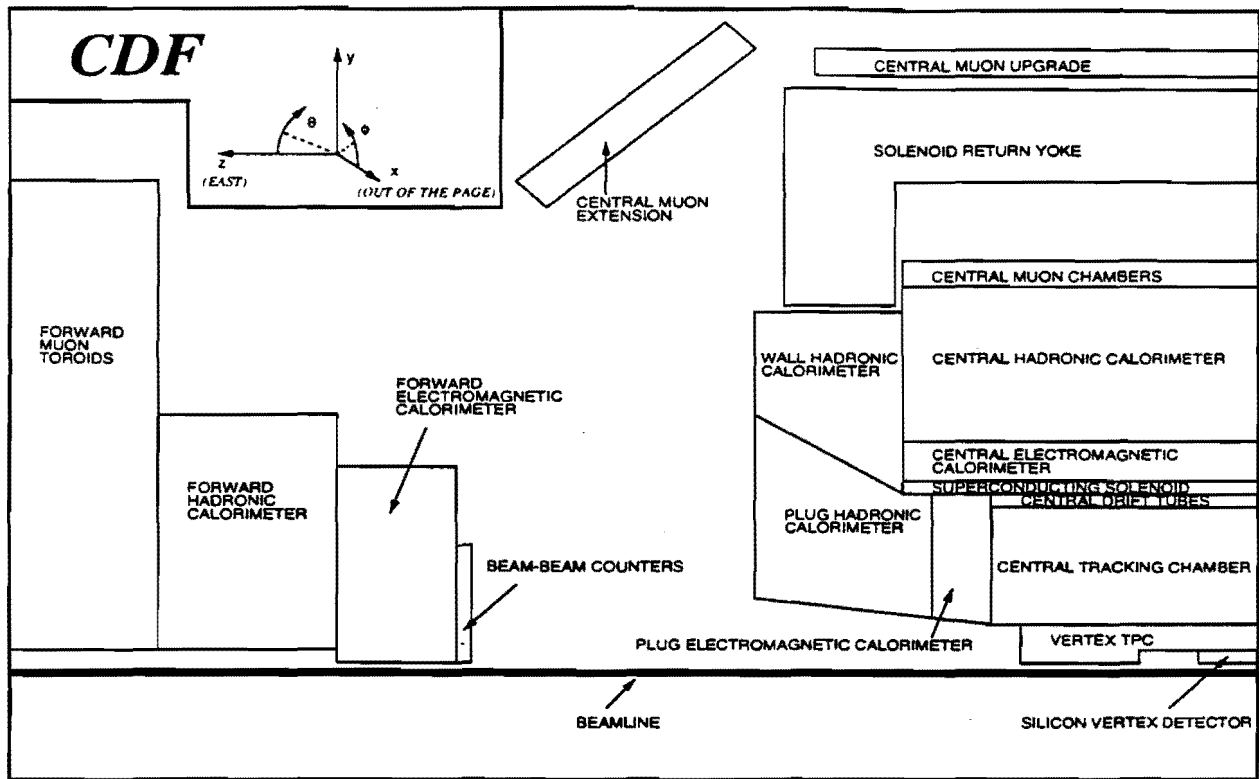 CDF
y
θ
φ
z
x
(EAST)
(OUT OF THE PAGE)
CENTRAL MUON
EXTENSION
CENTRAL MUON UPGRADE
SOLENOID RETURN YOKE
CENTRAL MUON CHAMBERS
FORWARD
MUON
TOROIDS
WALL HADRONIC
CALORIMETER
CENTRAL HADRONIC CALORIMETER
FORWARD
ELECTROMAGNETIC
CALORIMETER
CENTRAL ELECTROMAGNETIC
CALORIMETER
SUPERCONDUCTING SOLENOID
CENTRAL DRIFT TUBES
FORWARD
HADRONIC
CALORIMETER
PLUG HADRONIC
CALORIMETER
BEAM-BEAM COUNTERS
CENTRAL TRACKING CHAMBER
PLUG ELECTROMAGNETIC CALORIMETER
VERTEX TPC
BEAMLINE
SILICON VERTEX DETECTOR